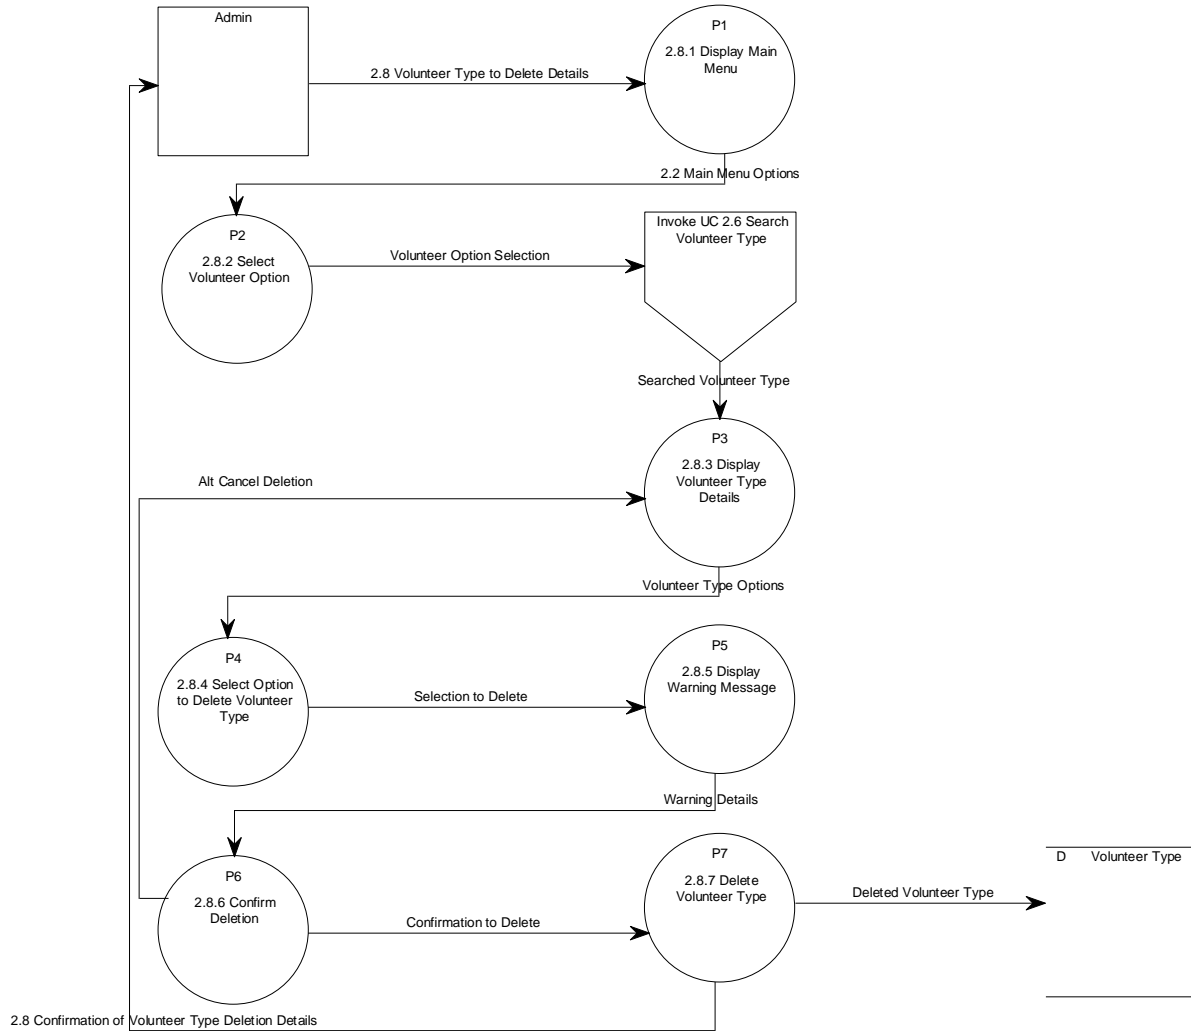 Admin
P1
2.8.1 Display Main
Menu
2.8 Volunteer Type to Delete Details
2.2 Main Menu Options
P2
2.8.2 Select
Volunteer Option
Volunteer Option Selection
Invoke UC 2.6 Search
Volunteer Type
Searched Volunteer Type
P3
2.8.3 Display
Volunteer Type
Details
Alt Cancel Deletion
Volunteer Type Options
P4
2.8.4 Select Option
to Delete Volunteer
Type
Selection to Delete
P5
2.8.5 Display
Warning Message
Warning Details
P6
2.8.6 Confirm
Deletion
Confirmation to Delete
P7
2.8.7 Delete
Volunteer Type
Deleted Volunteer Type
D Volunteer Type
2.8 Confirmation of Volunteer Type Deletion Details